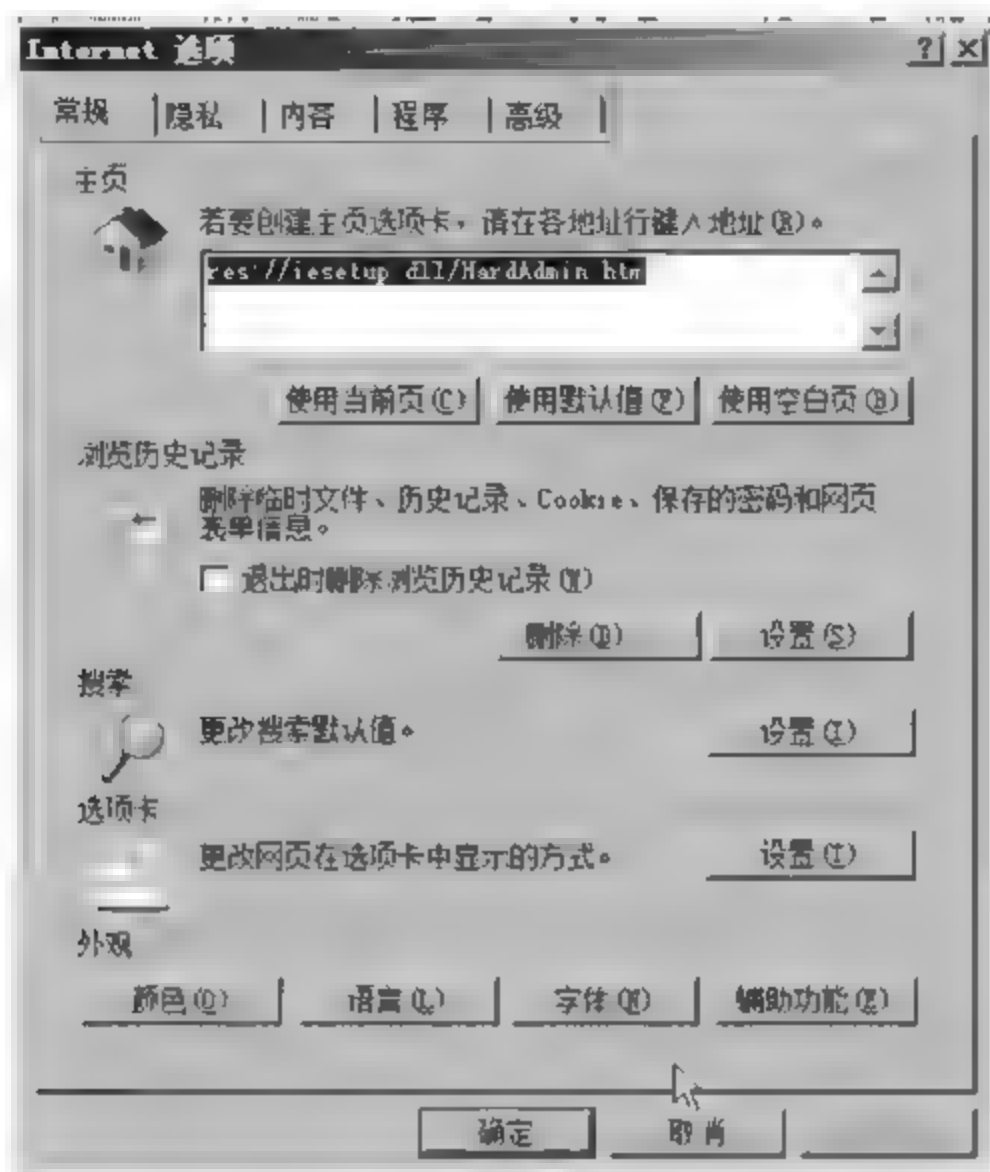 Internet 选项
常规 隐私 内容 程序 高级
主页
若要创建主页选项卡，请在各地址行键入地址(R)。
res://iesetup.dll/HardAdmin.htm
使用当前页(C) 使用默认值(F) 使用空白页(B)
浏览历史记录
删除临时文件、历史记录、Cookie、保存的密码和网页
表单信息。
退出时删除浏览历史记录(W)
删除(D) 设置(S)
搜索
更改搜索默认值。 设置(I)
选项卡
更改网页在选项卡中显示的方式。 设置(T)
外观
颜色(O) 语言(L) 字体(N) 辅助功能(E)
确定 取消